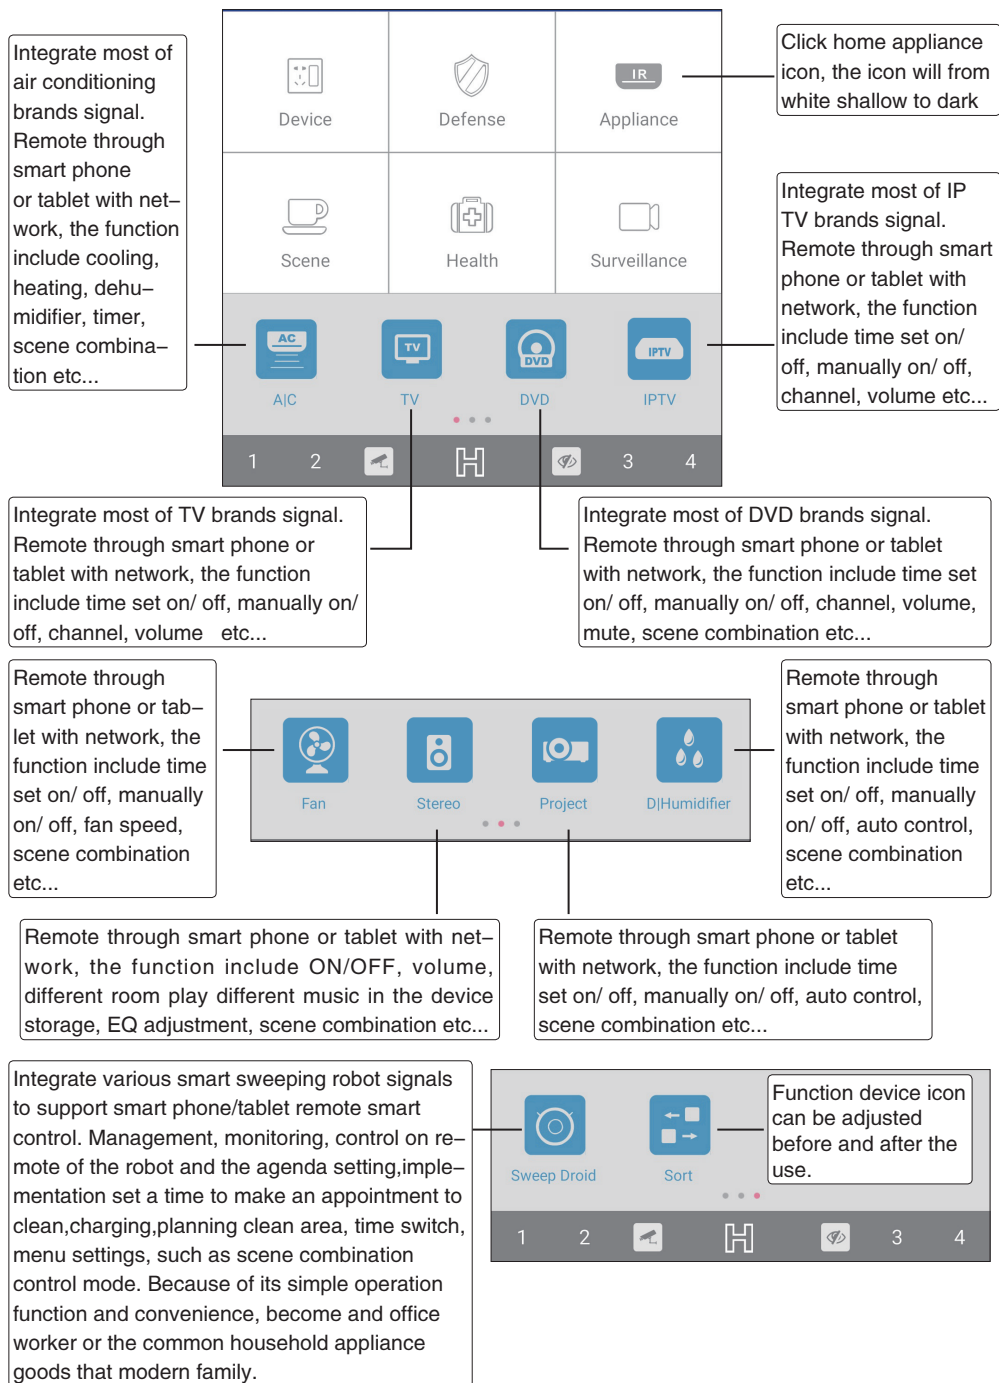 Integrate most of
air conditioning
brands signal.
Remote through
smart phone
or tablet with net–
work, the function
include cooling,
heating, dehu–
midifier, timer,
scene combina–
tion etc...
Device
Defense
IR
Appliance
Scene
Health
Surveillance
AC
A|C
TV
TV
DVD
DVD
IPTV
IPTV
1 2 H 3 4
Click home appliance
icon, the icon will from
white shallow to dark
Integrate most of IP
TV brands signal.
Remote through smart
phone or tablet with
network, the function
include time set on/
off, manually on/ off,
channel, volume etc...
Integrate most of TV brands signal.
Remote through smart phone or
tablet with network, the function
include time set on/ off, manually on/
off, channel, volume etc...
Integrate most of DVD brands signal.
Remote through smart phone or tablet
with network, the function include time set
on/ off, manually on/ off, channel, volume,
mute, scene combination etc...
Remote through
smart phone or tab–
let with network, the
function include time
set on/ off, manually
on/ off, fan speed,
scene combination
etc...
Fan
Stereo
Project
D|Humidifier
Remote through
smart phone or tablet
with network, the
function include time
set on/ off, manually
on/ off, auto control,
scene combination
etc...
Remote through smart phone or tablet with net–
work, the function include ON/OFF, volume,
different room play different music in the device
storage, EQ adjustment, scene combination etc...
Remote through smart phone or tablet
with network, the function include time
set on/ off, manually on/ off, auto control,
scene combination etc...
Integrate various smart sweeping robot signals
to support smart phone/tablet remote smart
control. Management, monitoring, control on re–
mote of the robot and the agenda setting,imple–
mentation set a time to make an appointment to
clean,charging,planning clean area, time switch,
menu settings, such as scene combination
control mode. Because of its simple operation
function and convenience, become and office
worker or the common household appliance
goods that modern family.
Sweep Droid
Sort
Function device icon
can be adjusted
before and after the
use.
1 2 H 3 4